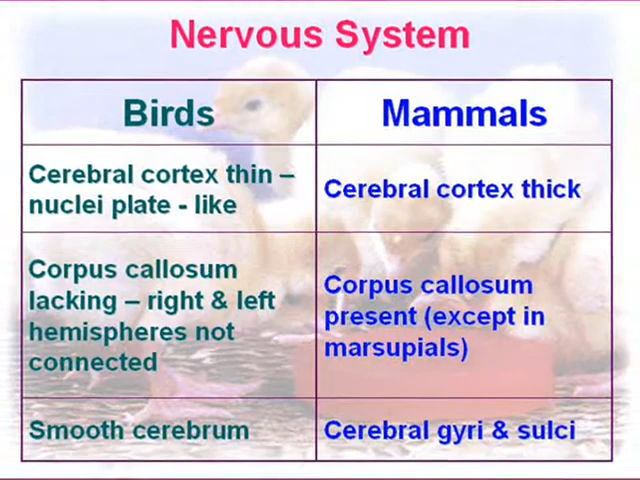 Nervous System
Birds
Mammals
Cerebral cortex thin –
nuclei plate - like
Cerebral cortex thick
Corpus callosum
lacking – right & left
hemispheres not
connected
Corpus callosum
present (except in
marsupials)
Smooth cerebrum
Cerebral gyri & sulci